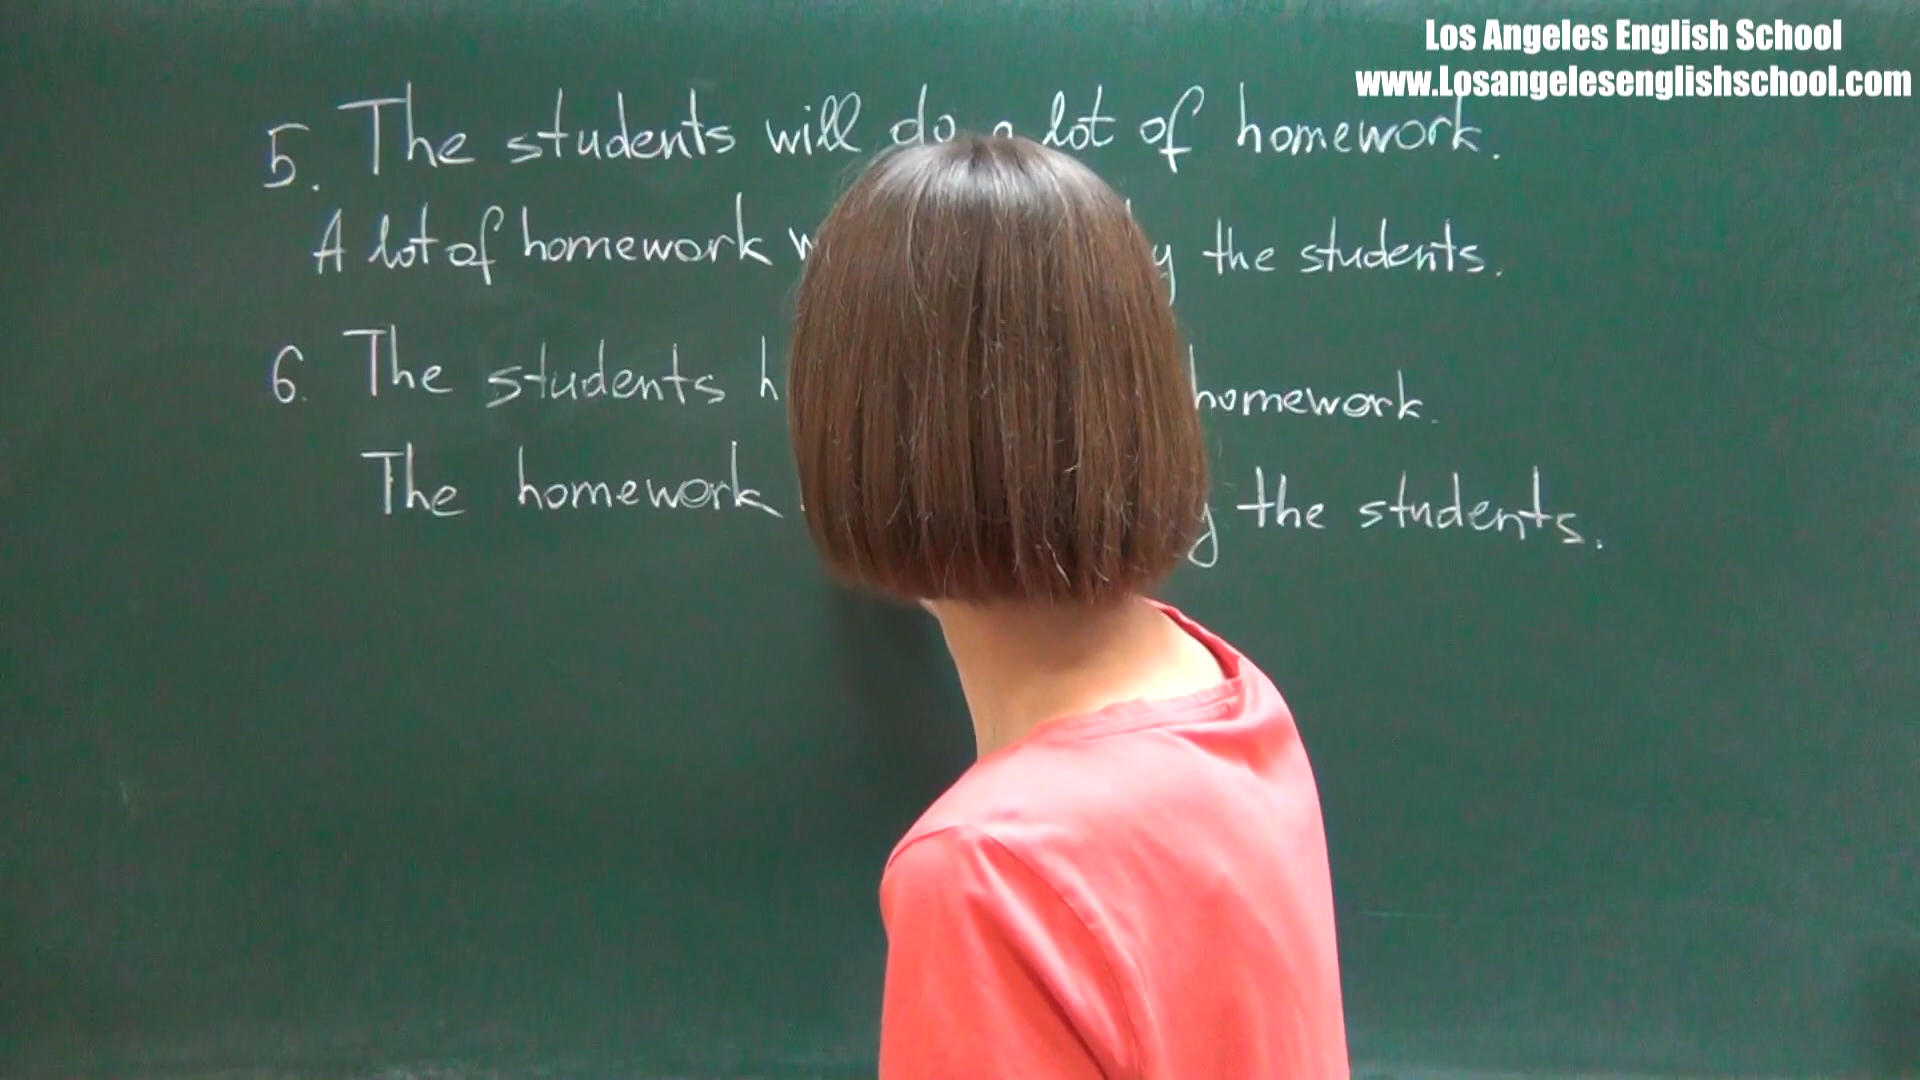 Los Angeles English School
www.Losangelesenglishschool.com
5. The students will do a lot of homework.
A lot of homework the students.
6. The students homework.
The homework the students.